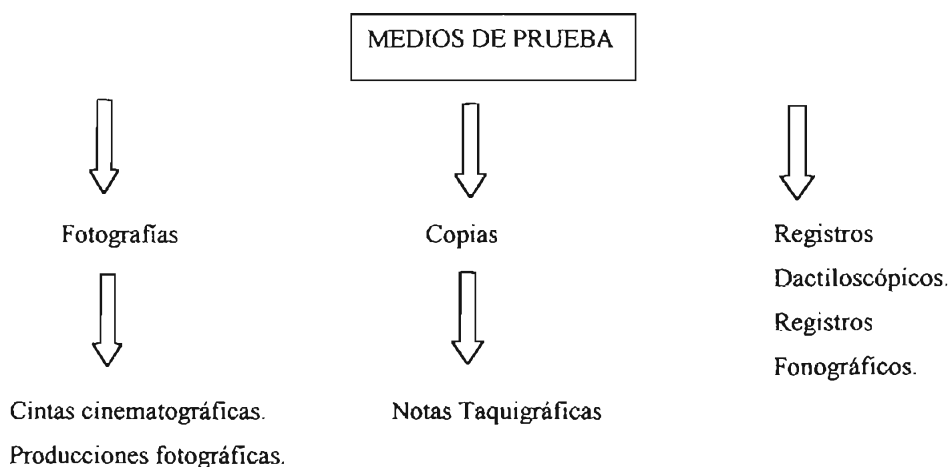 MEDIOS DE PRUEBA
Fotografías
Copias
Registros
Dactiloscópicos.
Registros
Fonográficos.
Cintas cinematográficas.
Producciones fotográficas.
Notas Taquigráficas